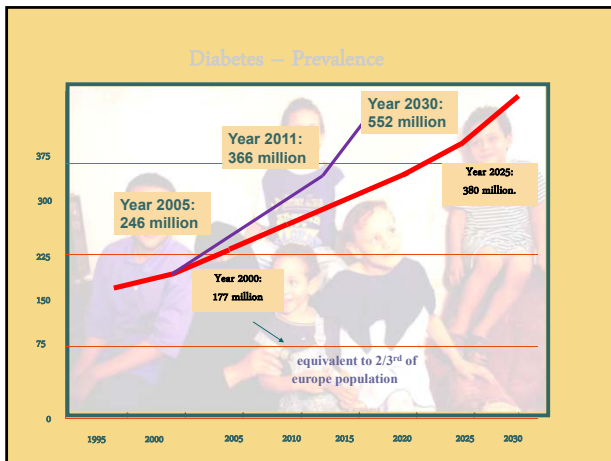 Diabetes – Prevalence
Year 2030:
552 million
Year 2011:
366 million
Year 2025:
380 million.
Year 2005:
246 million
Year 2000:
177 million
equivalent to 2/3rd of
europe population
375
300
225
150
75
0
1995 2000 2005 2010 2015 2020 2025 2030